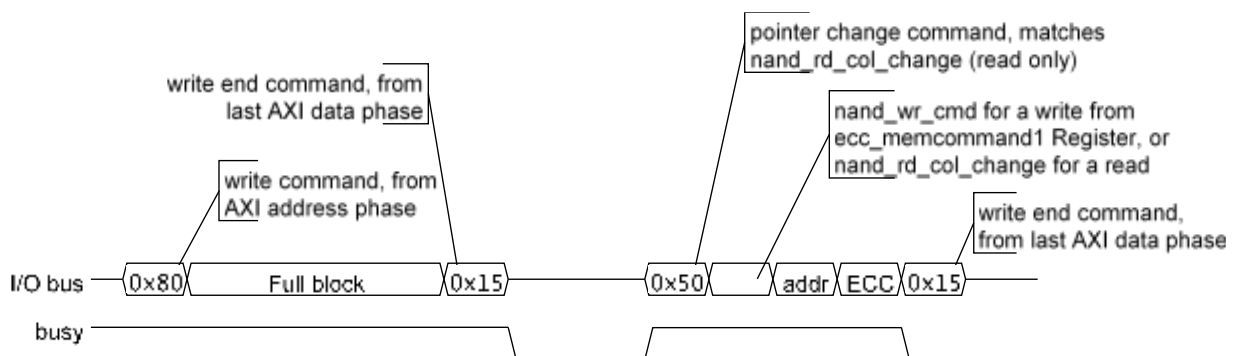 pointer change command, matches
nand_rd_col_change (read only)
write end command, from
last AXI data phase
nand_wr_cmd for a write from
ecc_memcommand1 Register, or
nand_rd_col_change for a read
write command, from
AXI address phase
write end command,
from last AXI data phase
I/O bus 0x80 Full block 0x15 0x50 addr ECC 0x15
busy